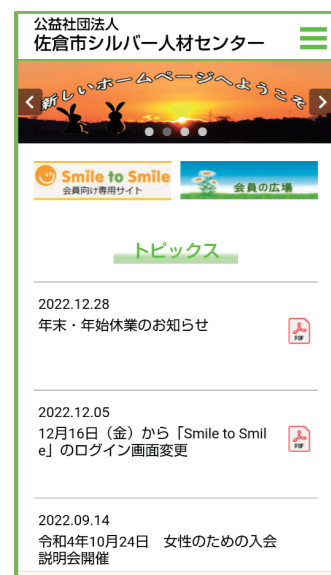 公益社団法人
佐倉市シルバー人材センター
新しいホームページへようこそ
Smile to Smile
会員向け専用サイト
会員の広場
トピックス
2022.12.28
年末・年始休業のお知らせ
PDF
2022.12.05
12月16日（金）から「Smile to Smil
e」のログイン画面変更
PDF
2022.09.14
令和4年10月24日　女性のための入会
説明会開催